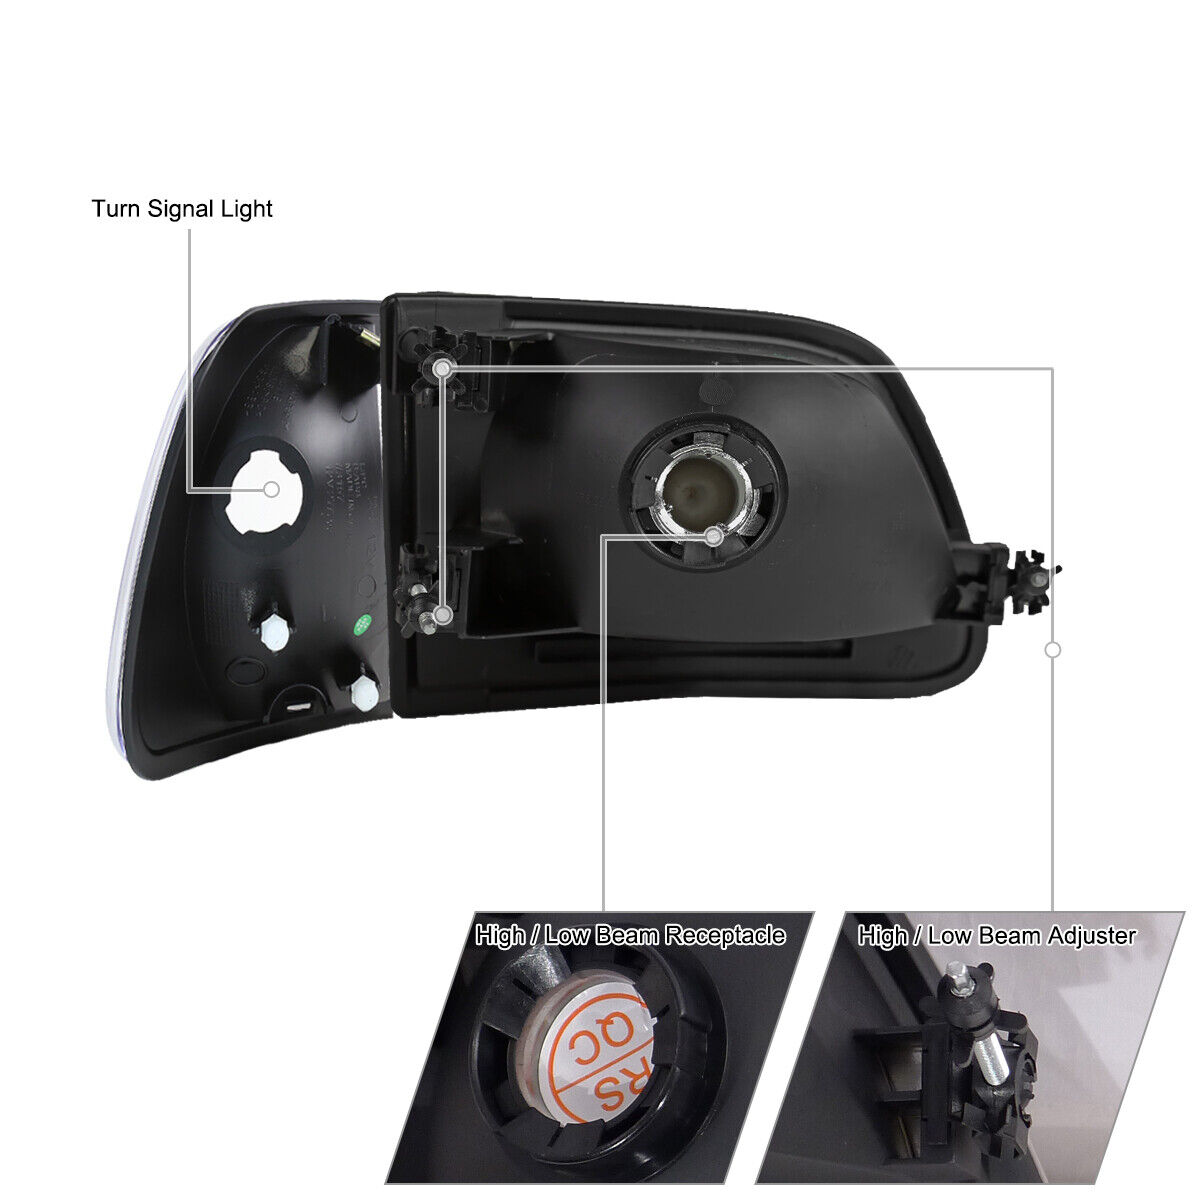 Turn Signal Light
High / Low Beam Receptacle
High / Low Beam Adjuster
QC
RS